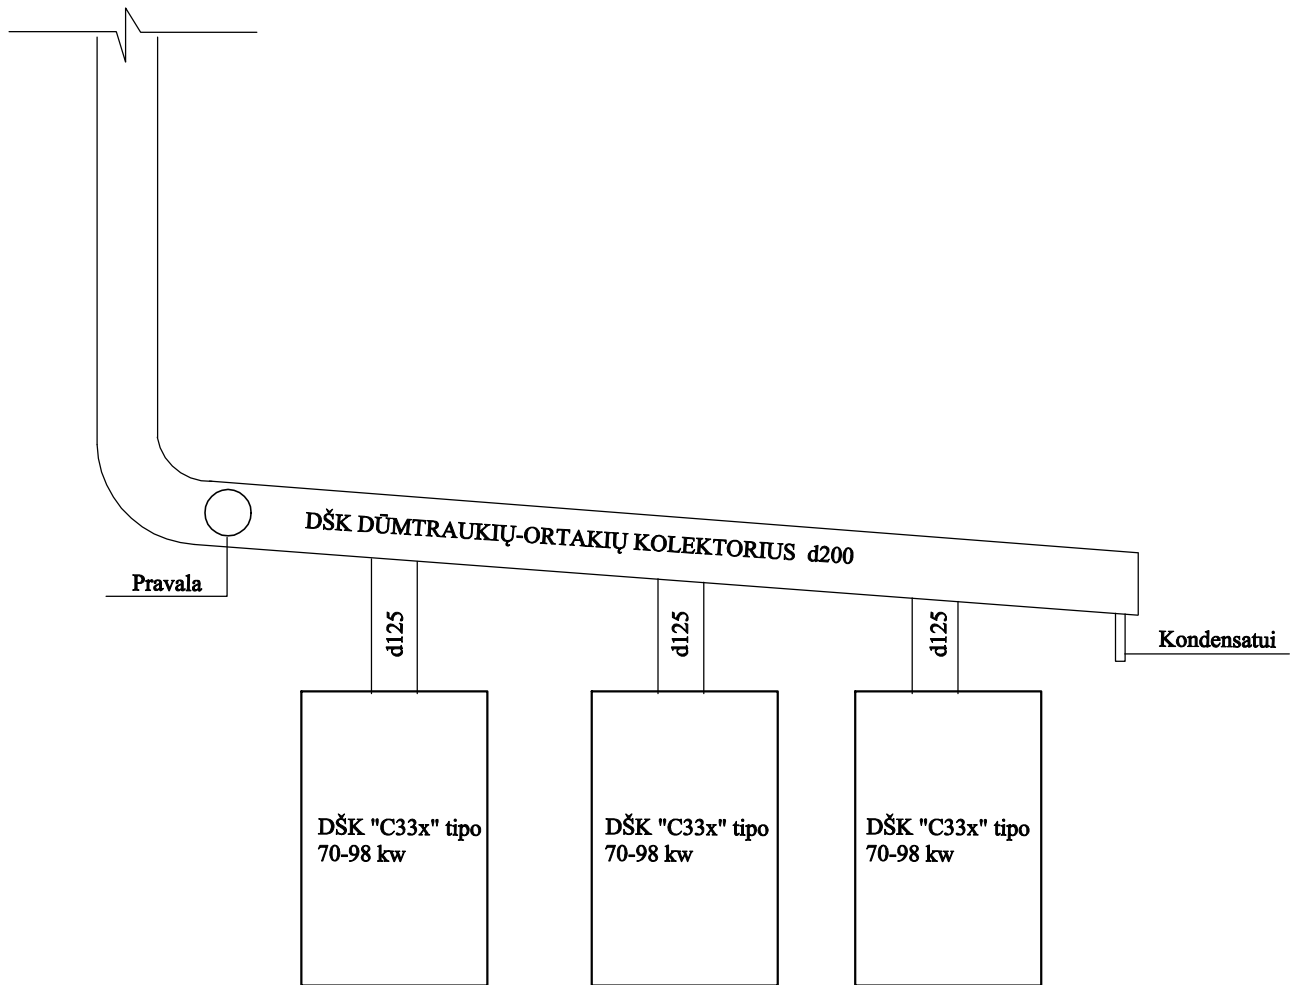 DŠK DŪMTRAUKIŲ-ORTAKIŲ KOLEKTORIUS d200
Pravala
d125
d125
d125
Kondensatui
DŠK "C33x" tipo
70-98 kw
DŠK "C33x" tipo
70-98 kw
DŠK "C33x" tipo
70-98 kw